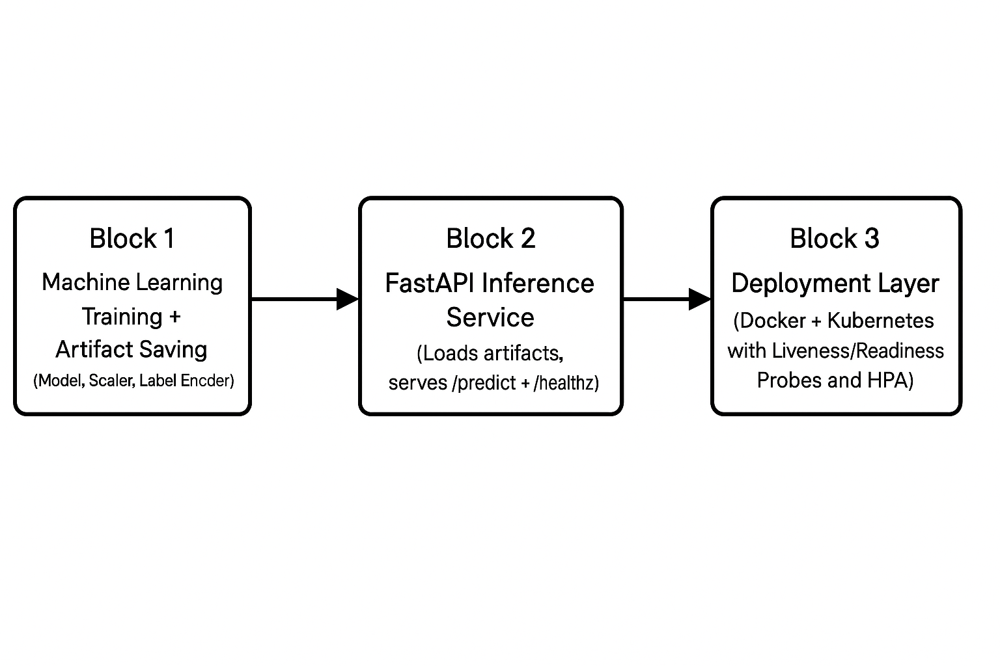 Block 1
Machine Learning
Training +
Artifact Saving
(Model, Scaler, Label Encder)
Block 2
FastAPI Inference
Service
(Loads artifacts,
serves /predict + /healthz)
Block 3
Deployment Layer
(Docker + Kubernetes
with Liveness/Readiness
Probes and HPA)